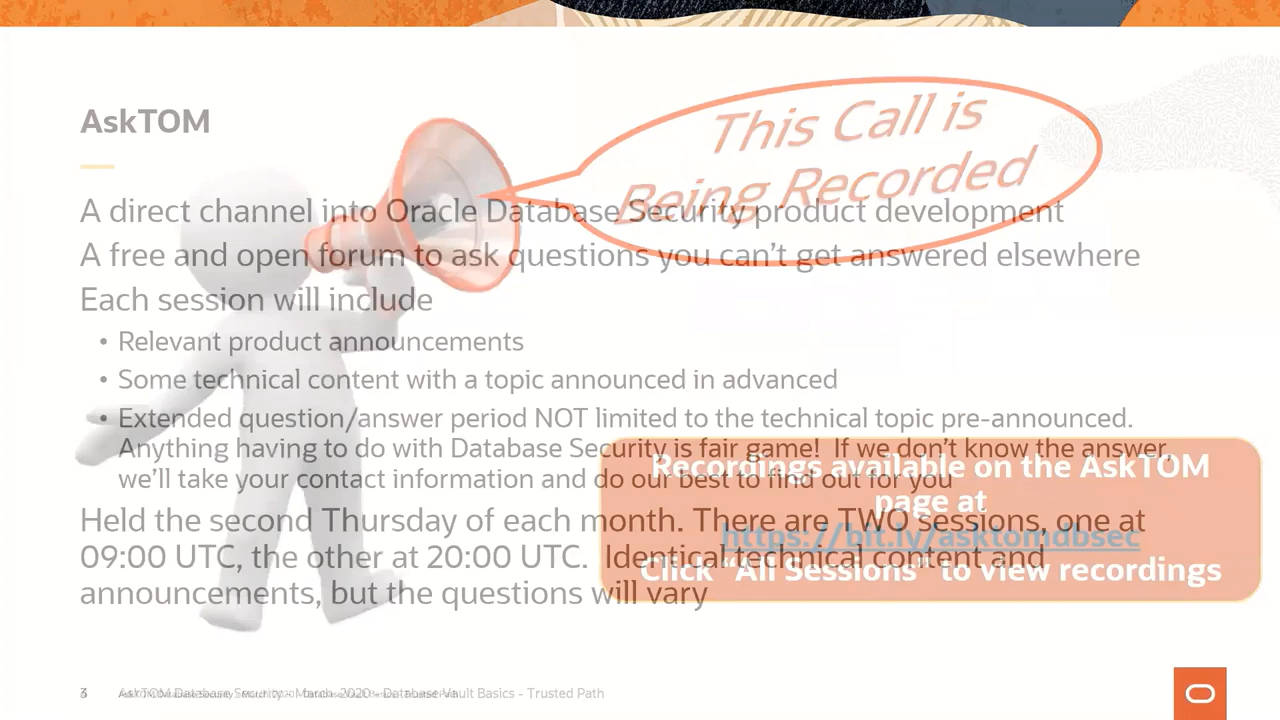 AskTOM
This Call is
Being Recorded
A direct channel into Oracle Database Security product development
A free and open forum to ask questions you can't get answered elsewhere
Each session will include
• Relevant product announcements
• Some technical content with a topic announced in advanced
• Extended question/answer period NOT limited to the technical topic pre-announced.
Anything having to do with Database Security is fair game! If we don't know the answer,
we'll take your contact information and do our best to find out for you
Held the second Thursday of each month. There are TWO sessions, one at
09:00 UTC, the other at 20:00 UTC. Identical technical content and
announcements, but the questions will vary
Recordings available on the AskTOM
page at
https://bit.ly/asktomdbsec
Click "All Sessions" to view recordings
AskTOM Database Security - March 2020 - Database Vault Basics - Trusted Path